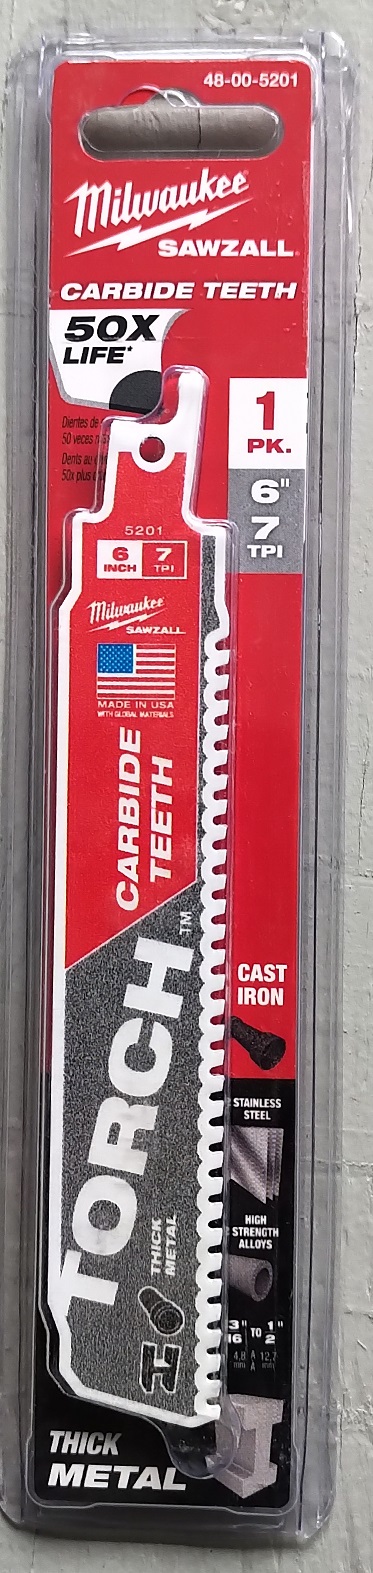 48-00-5201
Milwaukee
SAWZALL
CARBIDE TEETH
50X
LIFE*
Dientes de
50 veces
Dents au
50x plus
1
PK.
6"
7
TPI
5201
6 INCH 7 TPI
Milwaukee
SAWZALL
MADE IN USA
WITH GLOBAL MATERIALS
CARBIDE
TEETH
TORCH™
THICK
METAL
CAST
IRON
STAINLESS
STEEL
HIGH
STRENGTH
ALLOYS
TO 1"
2
4,8 A 12,7
mm A mm
THICK
METAL